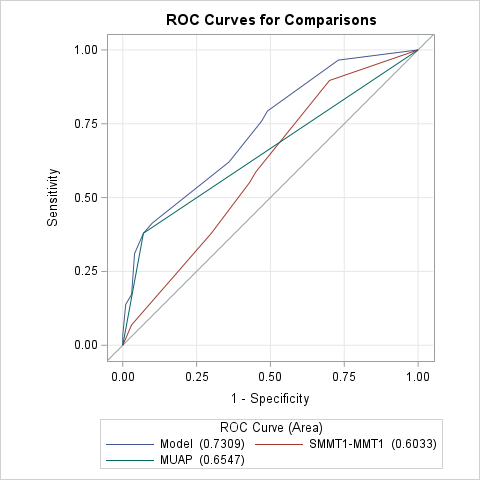 ROC Curves for Comparisons
1.00
0.75
0.50
0.25
0.00
Sensitivity
0.00 0.25 0.50 0.75 1.00
1 - Specificity
ROC Curve (Area)
Model (0.7309) SMMT1-MMT1 (0.6033)
MUAP (0.6547)